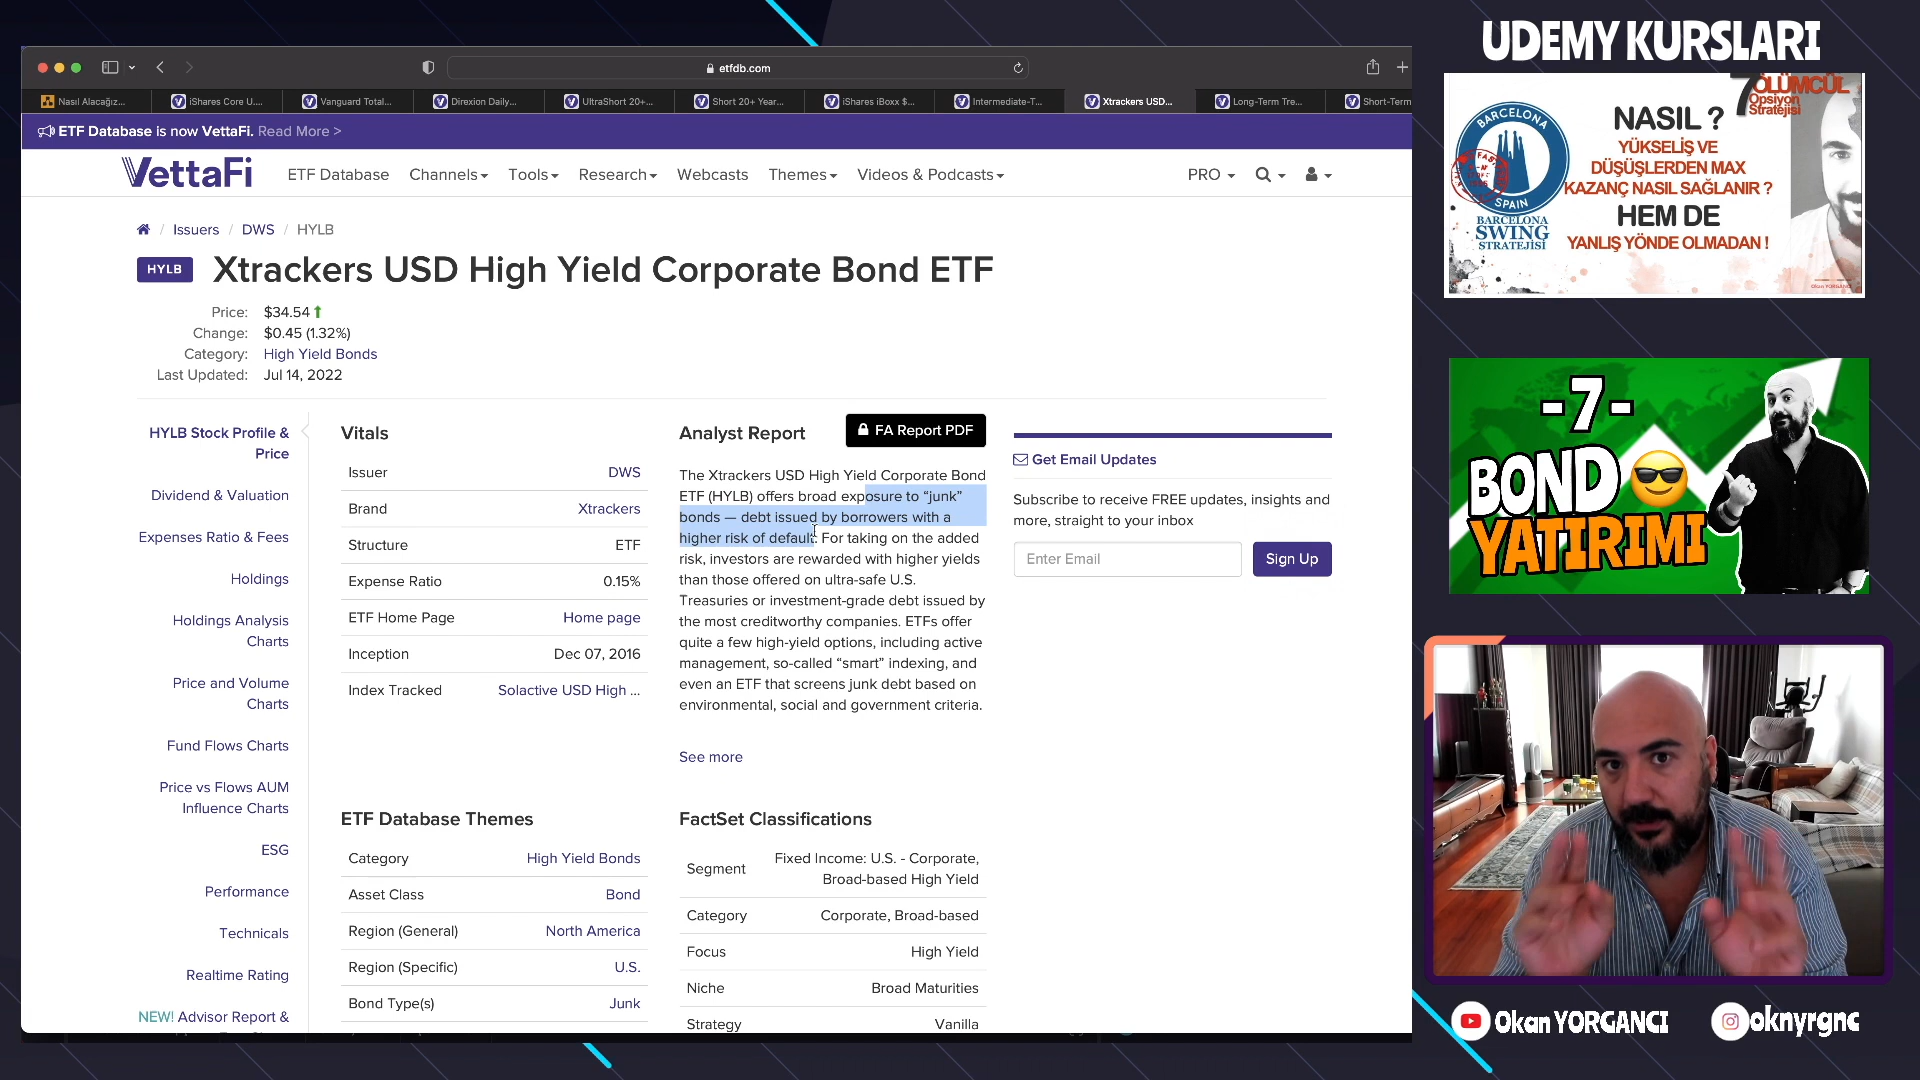 etfdb.com
Nasıl Alacağız...
iShares Core U....
Vanguard Total...
Direxion Daily...
UltraShort 20+...
Short 20+ Year...
iShares iBoxx $...
Intermediate-T...
Xtrackers USD...
Long-Term Tre...
Short-Term
ETF Database is now VettaFi. Read More >
VettaFi
ETF Database
Channels
Tools
Research
Webcasts
Themes
Videos & Podcasts
PRO
/ Issuers / DWS / HYLB
HYLB
Xtrackers USD High Yield Corporate Bond ETF
Price: $34.54
Change: $0.45 (1.32%)
Category: High Yield Bonds
Last Updated: Jul 14, 2022
HYLB Stock Profile &
Price
Dividend & Valuation
Expenses Ratio & Fees
Holdings
Holdings Analysis
Charts
Price and Volume
Charts
Fund Flows Charts
Price vs Flows AUM
Influence Charts
ESG
Performance
Technicals
Realtime Rating
NEW! Advisor Report &
Vitals
Issuer DWS
Brand Xtrackers
Structure ETF
Expense Ratio 0.15%
ETF Home Page Home page
Inception Dec 07, 2016
Index Tracked Solactive USD High ...
Analyst Report
FA Report PDF
The Xtrackers USD High Yield Corporate Bond
ETF (HYLB) offers broad exposure to “junk”
bonds — debt issued by borrowers with a
higher risk of default. For taking on the added
risk, investors are rewarded with higher yields
than those offered on ultra-safe U.S.
Treasuries or investment-grade debt issued by
the most creditworthy companies. ETFs offer
quite a few high-yield options, including active
management, so-called “smart” indexing, and
even an ETF that screens junk debt based on
environmental, social and government criteria.
See more
Get Email Updates
Subscribe to receive FREE updates, insights and
more, straight to your inbox
Enter Email
Sign Up
ETF Database Themes
Category High Yield Bonds
Asset Class Bond
Region (General) North America
Region (Specific) U.S.
Bond Type(s) Junk
FactSet Classifications
Segment Fixed Income: U.S. - Corporate,
Broad-based High Yield
Category Corporate, Broad-based
Focus High Yield
Niche Broad Maturities
Strategy Vanilla
UDEMY KURSLARI
7 ÖLÜMCÜL
Opsiyon
Stratejisi
BARCELONA
SPAIN
BARCELONA
SWING
STRATEJİSİ
NASIL ?
YÜKSELİŞ VE
DÜŞÜŞLERDEN MAX
KAZANÇ NASIL SAĞLANIR ?
HEM DE
YANLIŞ YÖNDE OLMADAN !
Okan YORGANCI
-7-
BOND
YATIRIMI
Okan YORGANCI
oknyrgnc